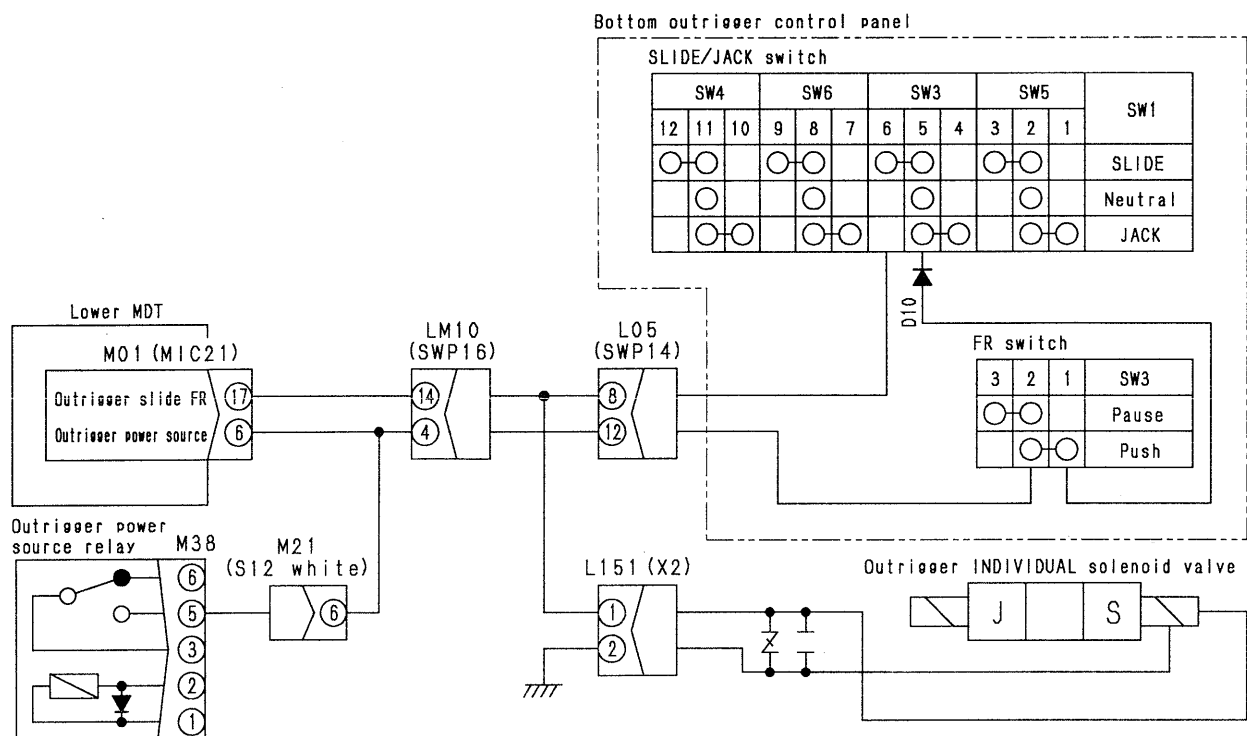 Bottom outrigger control panel
SLIDE/JACK switch
SW4 SW6 SW3 SW5 SW1
12 11 10 9 8 7 6 5 4 3 2 1
SLIDE
Neutral
JACK
D10
FR switch
3 2 1 SW3
Pause
Push
Lower MDT
M01 (MIC21)
Outrigger slide FR 17
Outrigger power source 6
LM10
(SWP16)
14
4
L05
(SWP14)
8
12
Outrigger power
source relay M38
6
5
3
2
1
M21
(S12 white)
6
L151 (X2)
1
2
Outrigger INDIVIDUAL solenoid valve
J S